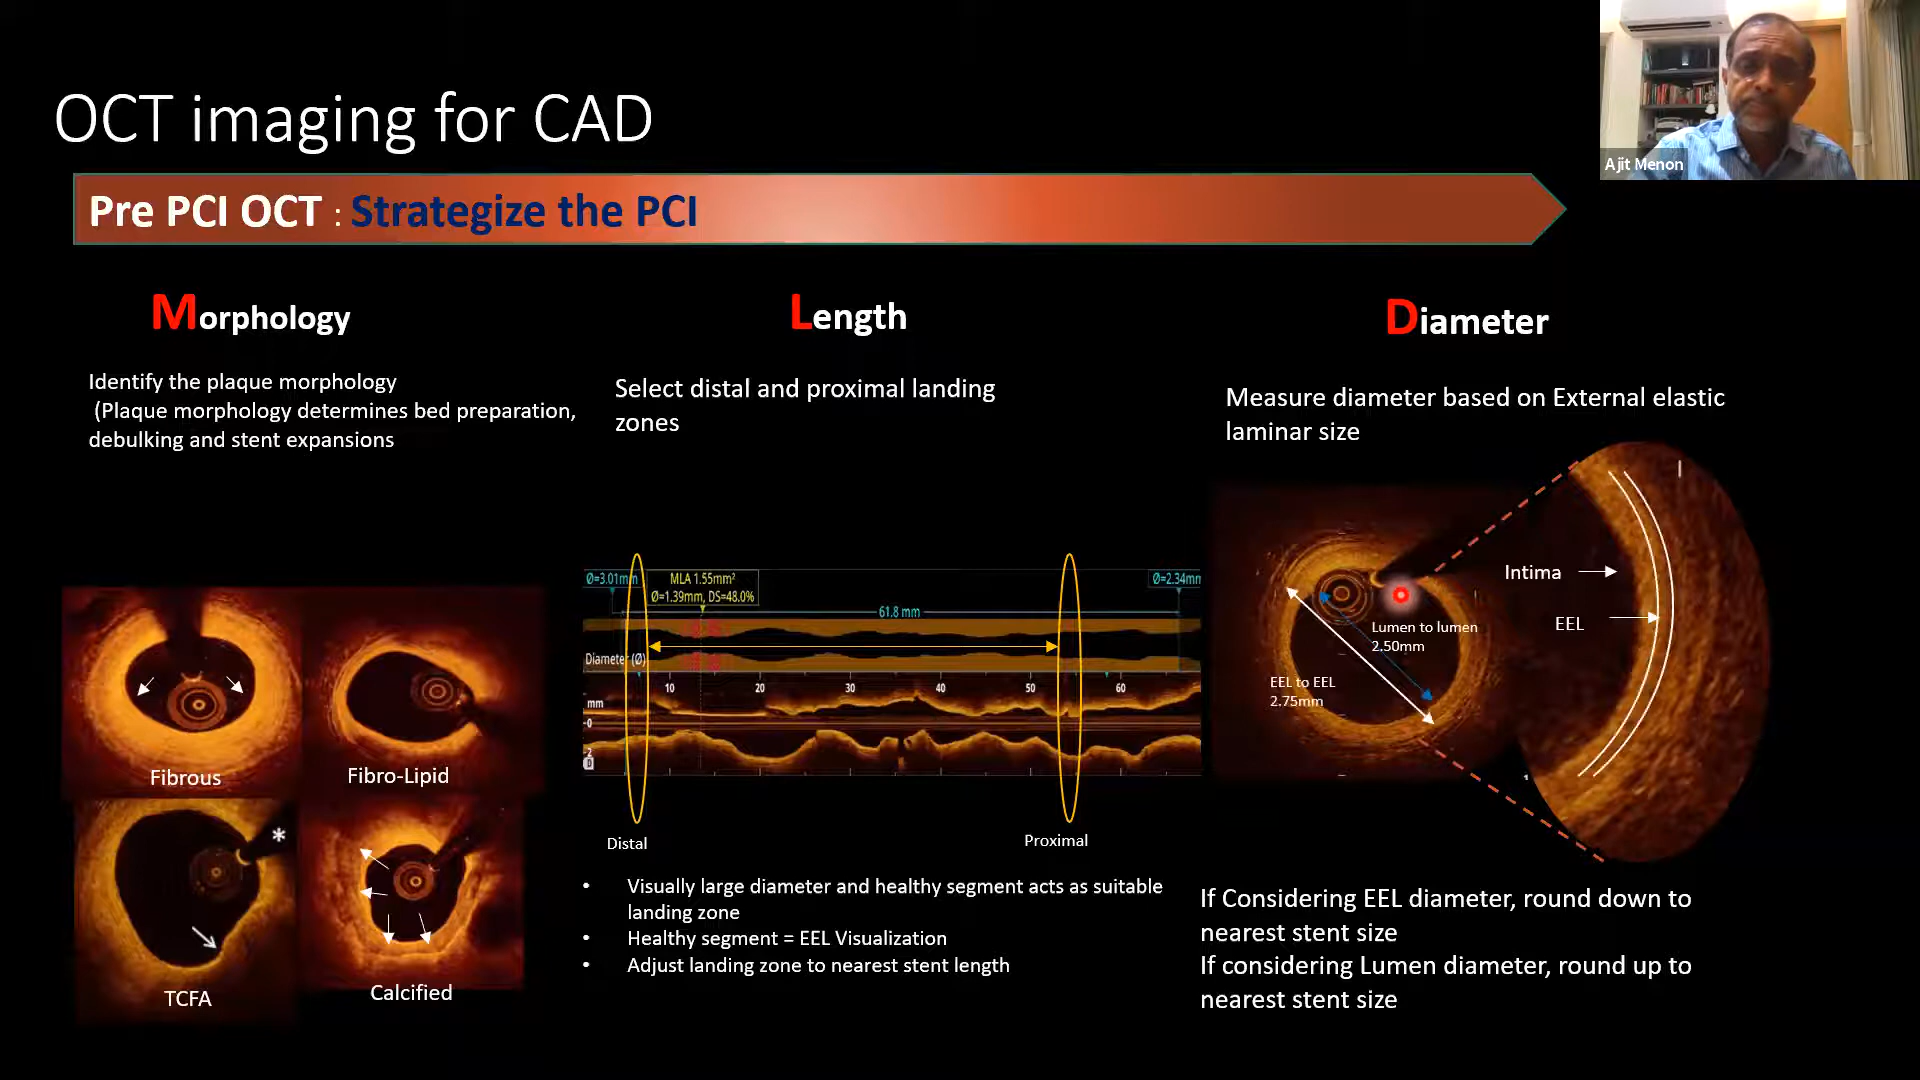 OCT imaging for CAD
Ajit Menon
Pre PCI OCT : Strategize the PCI
Morphology
Identify the plaque morphology
(Plaque morphology determines bed preparation,
debulking and stent expansions
Fibrous
Fibro-Lipid
*
TCFA
Calcified
Length
Select distal and proximal landing
zones
Ø=3.01mm
MLA 1.55mm²
Ø=1.39mm, DS=48.0%
Ø=2.34mm
61.8 mm
Diameter (Ø)
10 20 30 40 50 60
mm
0
2
D
Distal
Proximal
• Visually large diameter and healthy segment acts as suitable
landing zone
• Healthy segment = EEL Visualization
• Adjust landing zone to nearest stent length
Diameter
Measure diameter based on External elastic
laminar size
Intima
EEL
Lumen to lumen
2.50mm
EEL to EEL
2.75mm
If Considering EEL diameter, round down to
nearest stent size
If considering Lumen diameter, round up to
nearest stent size